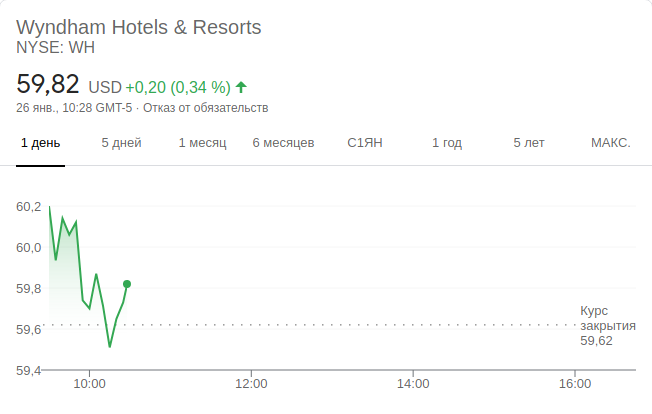 Wyndham Hotels & Resorts
NYSE: WH
59,82 USD +0,20 (0,34 %)
26 янв., 10:28 GMT-5 · Отказ от обязательств
1 день 5 дней 1 месяц 6 месяцев С1ЯН 1 год 5 лет МАКС.
60,2
60,0
59,8
59,6
59,4
Курс
закрытия
59,62
10:00 12:00 14:00 16:00